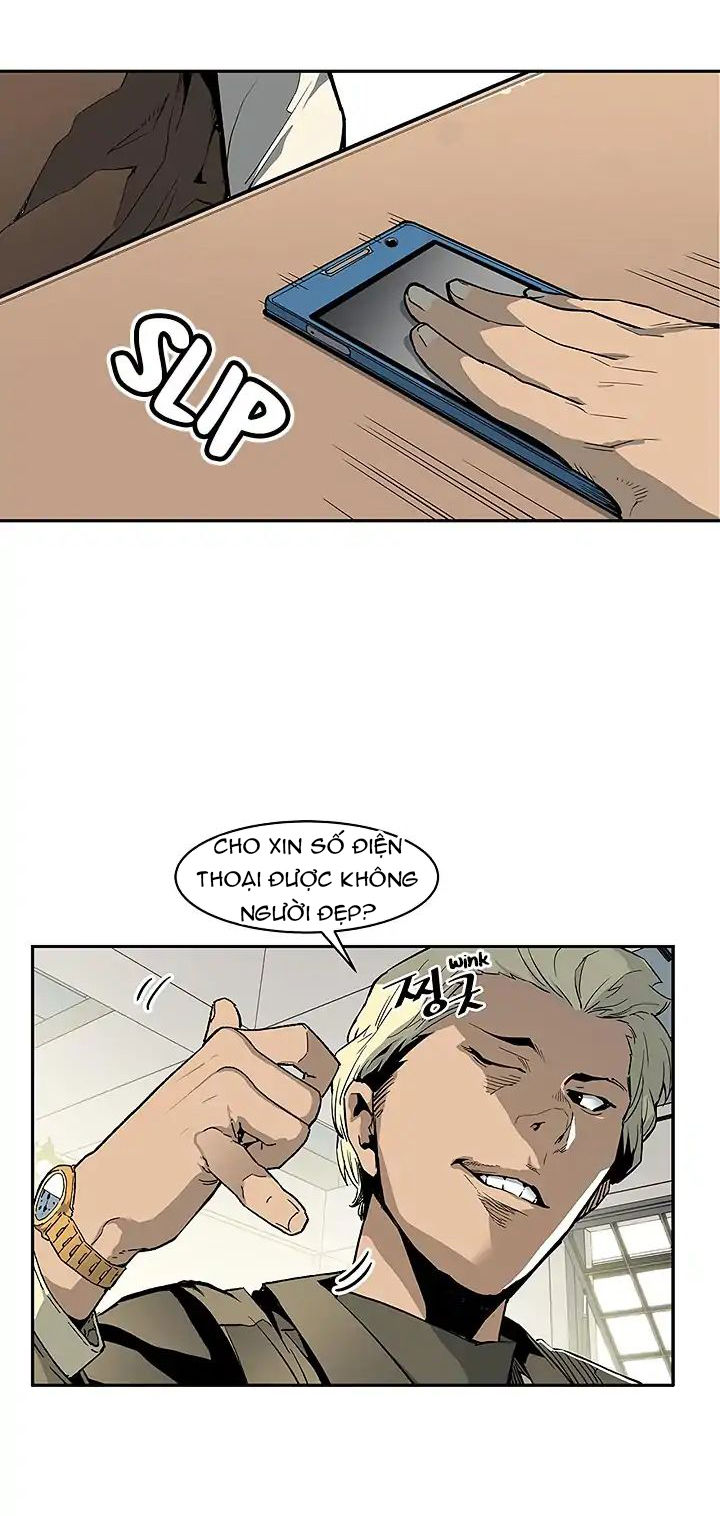 SLIP
CHO XIN SỐ ĐIỆN
THOẠI ĐƯỢC KHÔNG
NGƯỜI ĐẸP?
wink
찡긋